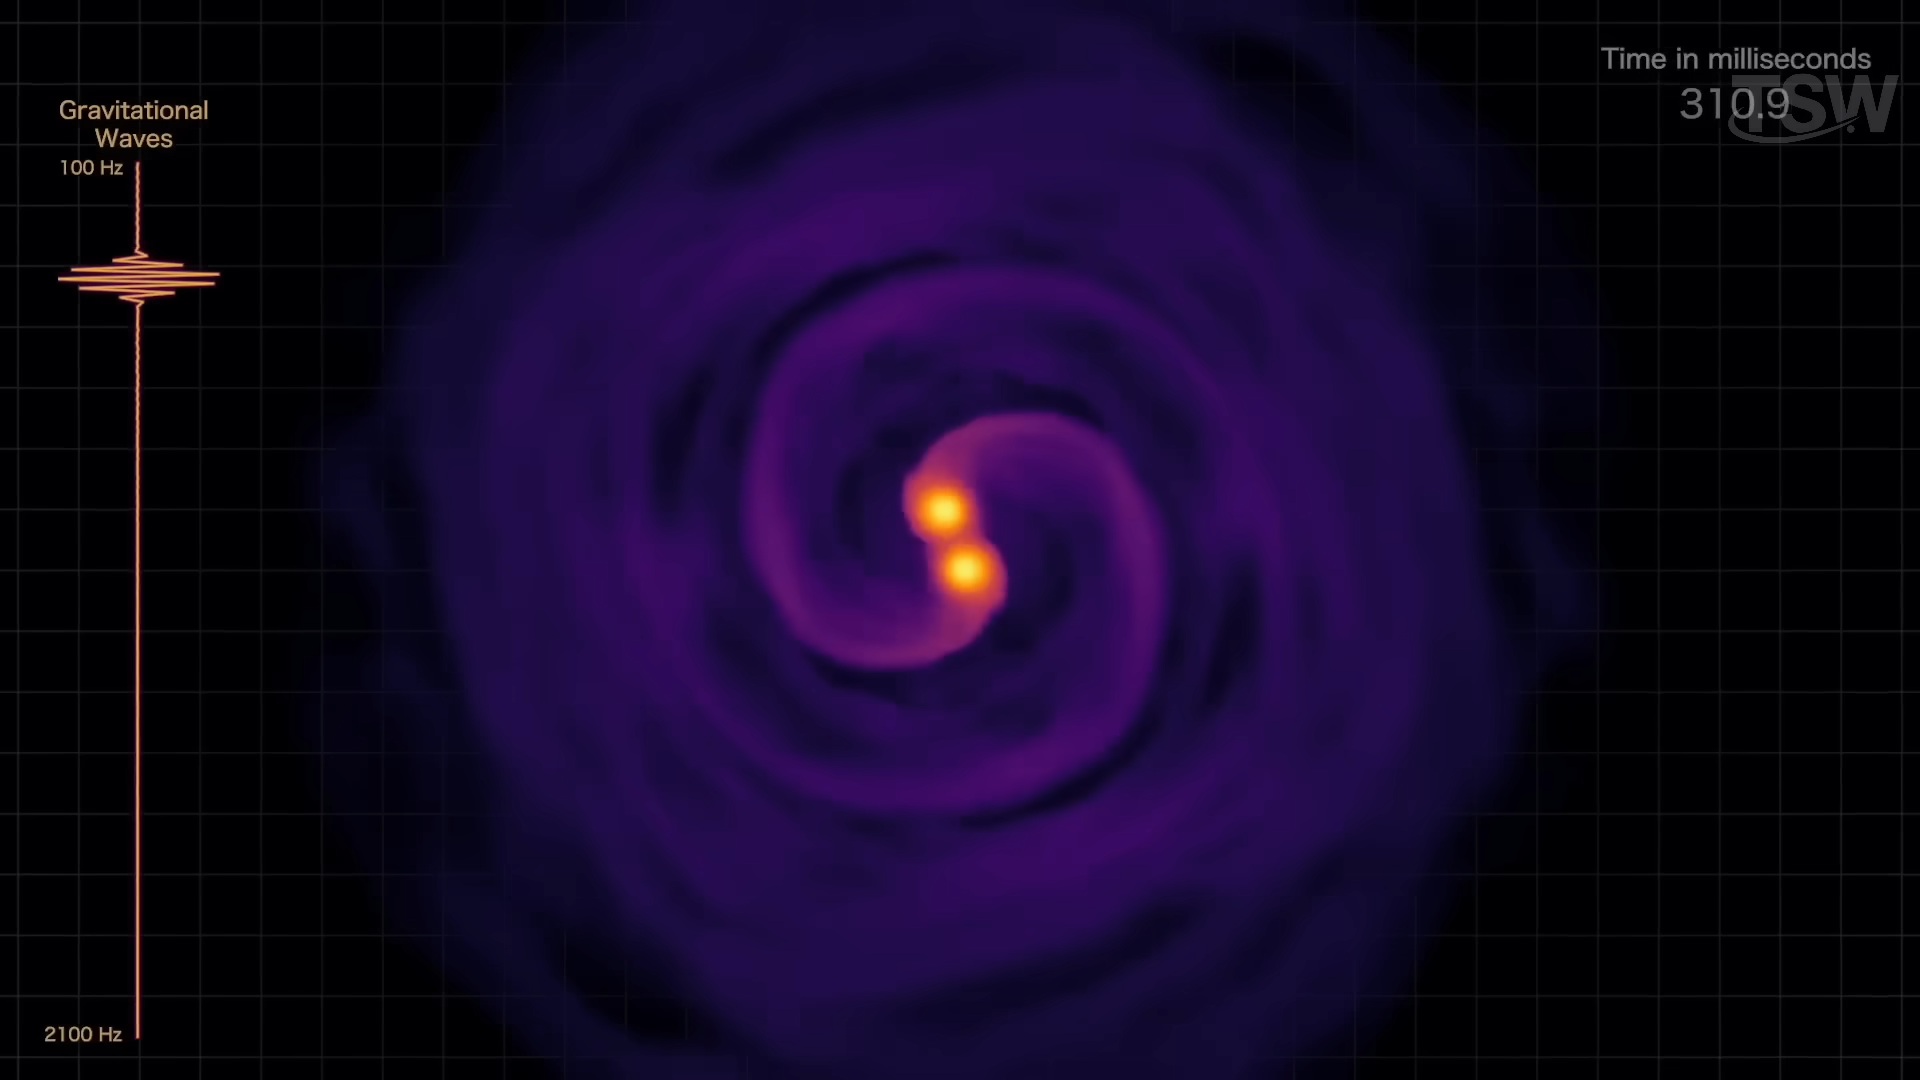 Time in milliseconds
310.9
TSW
Gravitational
Waves
100 Hz
2100 Hz